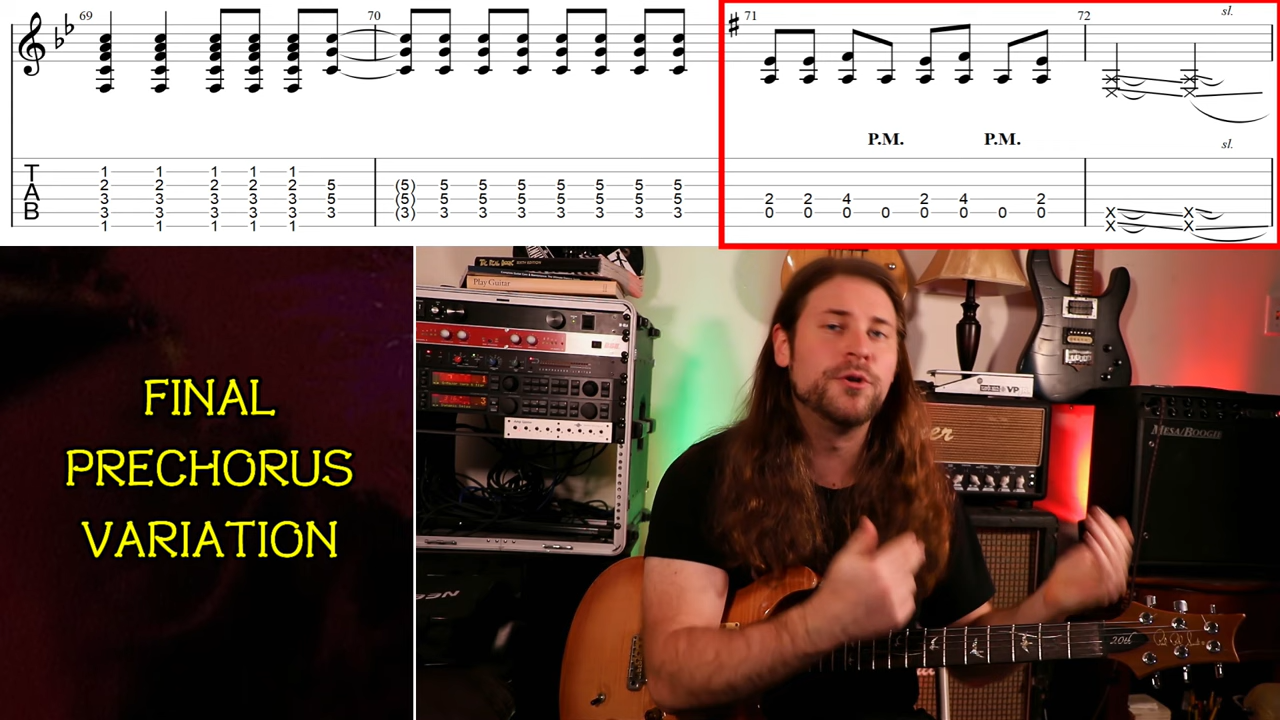 69 70 71 72
sl.
P.M. P.M.
sl.
T 1 1 1 1 1
2 2 2 2 2 5 (5) 5 5 5 5 5 5 5
A 3 3 3 3 3 5 (5) 5 5 5 5 5 5 5 2 2 4 2 4 2
B 3 3 3 3 3 3 (3) 3 3 3 3 3 3 3 0 0 0 0 0 0 0 0 X X
1 1 1 1 1 X X
FINAL
PRECHORUS
VARIATION
Play Guitar
VP
MESA/BOOGIE
20th